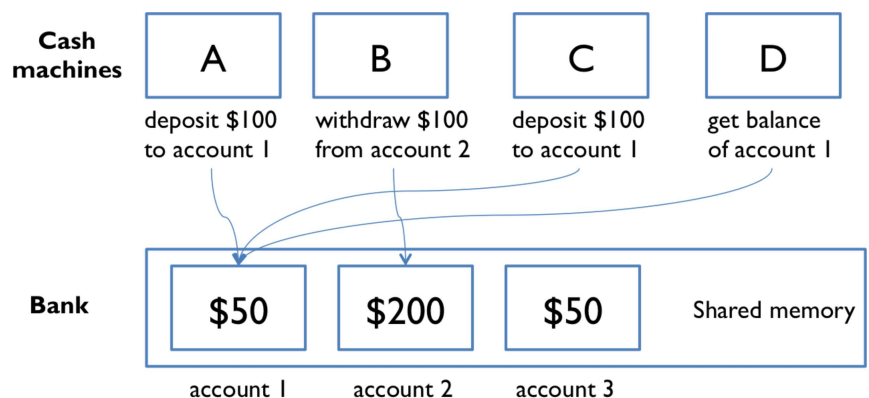 Cash
machines
A
B
C
D
deposit $100
to account 1
withdraw $100
from account 2
deposit $100
to account 1
get balance
of account 1
Bank
$50
$200
$50
Shared memory
account 1
account 2
account 3